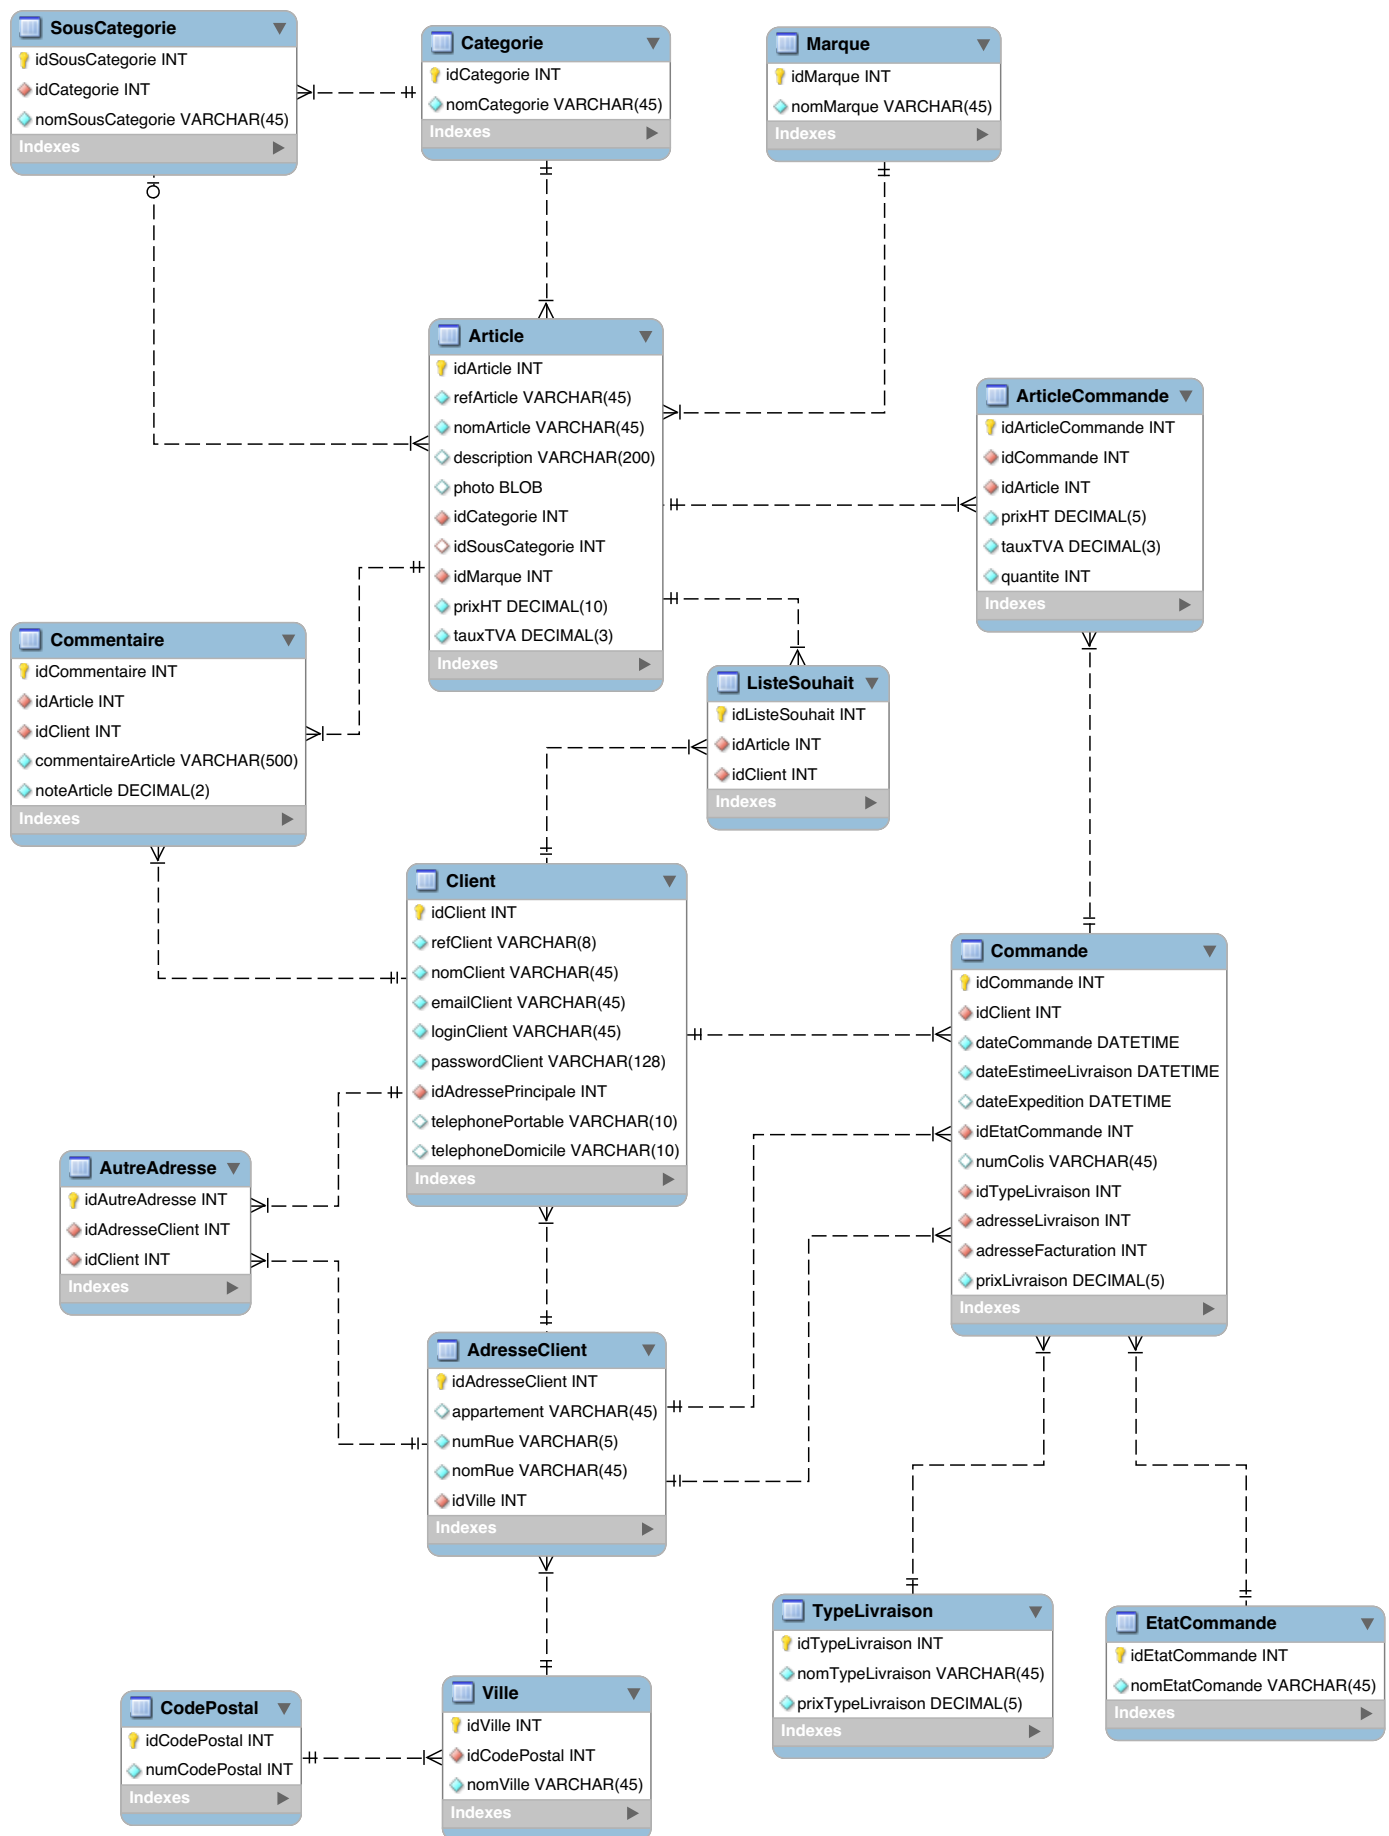 SousCategorie
idSousCategorie INT
idCategorie INT
nomSousCategorie VARCHAR(45)
Indexes
Categorie
idCategorie INT
nomCategorie VARCHAR(45)
Indexes
Marque
idMarque INT
nomMarque VARCHAR(45)
Indexes
Article
idArticle INT
refArticle VARCHAR(45)
nomArticle VARCHAR(45)
description VARCHAR(200)
photo BLOB
idCategorie INT
idSousCategorie INT
idMarque INT
prixHT DECIMAL(10)
tauxTVA DECIMAL(3)
Indexes
ArticleCommande
idArticleCommande INT
idCommande INT
idArticle INT
prixHT DECIMAL(5)
tauxTVA DECIMAL(3)
quantite INT
Indexes
Commentaire
idCommentaire INT
idArticle INT
idClient INT
commentaireArticle VARCHAR(500)
noteArticle DECIMAL(2)
Indexes
ListeSouhait
idListeSouhait INT
idArticle INT
idClient INT
Indexes
Client
idClient INT
refClient VARCHAR(8)
nomClient VARCHAR(45)
emailClient VARCHAR(45)
loginClient VARCHAR(45)
passwordClient VARCHAR(128)
idAdressePrincipale INT
telephonePortable VARCHAR(10)
telephoneDomicile VARCHAR(10)
Indexes
Commande
idCommande INT
idClient INT
dateCommande DATETIME
dateEstimeeLivraison DATETIME
dateExpedition DATETIME
idEtatCommande INT
numColis VARCHAR(45)
idTypeLivraison INT
adresseLivraison INT
adresseFacturation INT
prixLivraison DECIMAL(5)
Indexes
AutreAdresse
idAutreAdresse INT
idAdresseClient INT
idClient INT
Indexes
AdresseClient
idAdresseClient INT
appartement VARCHAR(45)
numRue VARCHAR(5)
nomRue VARCHAR(45)
idVille INT
Indexes
TypeLivraison
idTypeLivraison INT
nomTypeLivraison VARCHAR(45)
prixTypeLivraison DECIMAL(5)
Indexes
EtatCommande
idEtatCommande INT
nomEtatComande VARCHAR(45)
Indexes
CodePostal
idCodePostal INT
numCodePostal INT
Indexes
Ville
idVille INT
idCodePostal INT
nomVille VARCHAR(45)
Indexes